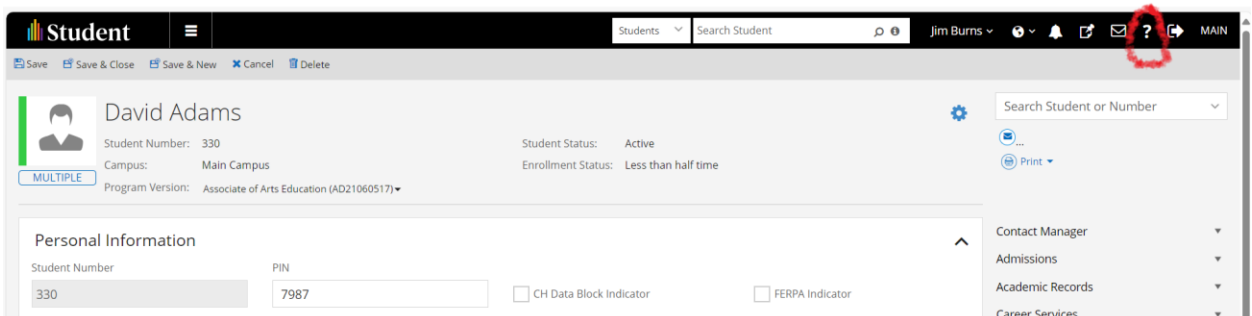 Student Students Search Student Jim Burns ? MAIN
Save Save & Close Save & New Cancel Delete
David Adams Search Student or Number
Student Number: 330 Student Status: Active ...
Campus: Main Campus Enrollment Status: Less than half time Print
MULTIPLE Program Version: Associate of Arts Education (AD21060517)
Contact Manager
Personal Information
Admissions
Student Number PIN
Academic Records
330 7987 CH Data Block Indicator FERPA Indicator
Career Services